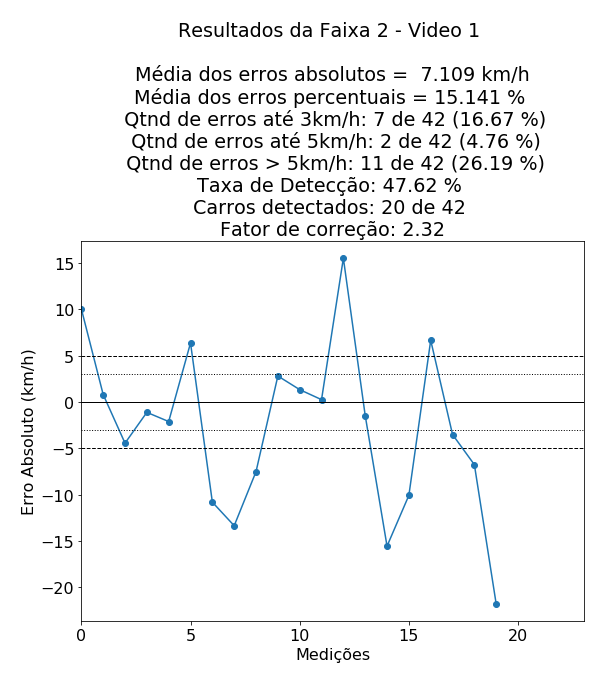 Resultados da Faixa 2 - Video 1
Média dos erros absolutos = 7.109 km/h
Média dos erros percentuais = 15.141 %
Qtnd de erros até 3km/h: 7 de 42 (16.67 %)
Qtnd de erros até 5km/h: 2 de 42 (4.76 %)
Qtnd de erros > 5km/h: 11 de 42 (26.19 %)
Taxa de Detecção: 47.62 %
Carros detectados: 20 de 42
Fator de correção: 2.32
Erro Absoluto (km/h)
15
10
5
0
−5
−10
−15
−20
0 5 10 15 20
Medições